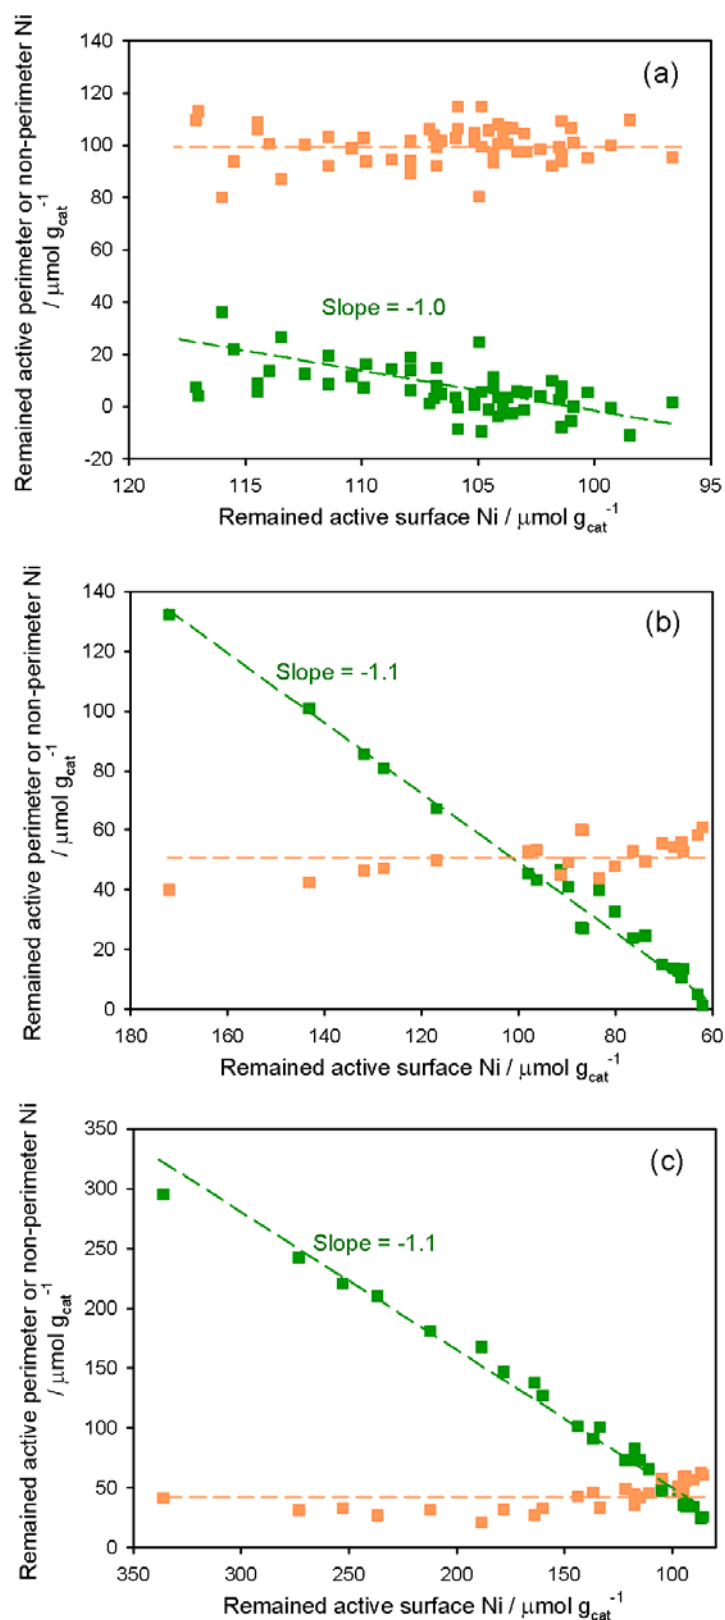 (a)
Remained active perimeter or non-perimeter Ni
/ μmol gcat⁻¹
140
120
100
80
60
40
20
0
-20
Slope = -1.0
120 115 110 105 100 95
Remained active surface Ni / μmol gcat⁻¹
(b)
Remained active perimeter or non-perimeter Ni
/ μmol gcat⁻¹
140
120
100
80
60
40
20
0
Slope = -1.1
180 160 140 120 100 80 60
Remained active surface Ni / μmol gcat⁻¹
(c)
Remained active perimeter or non-perimeter Ni
/ μmol gcat⁻¹
350
300
250
200
150
100
50
0
Slope = -1.1
350 300 250 200 150 100
Remained active surface Ni / μmol gcat⁻¹